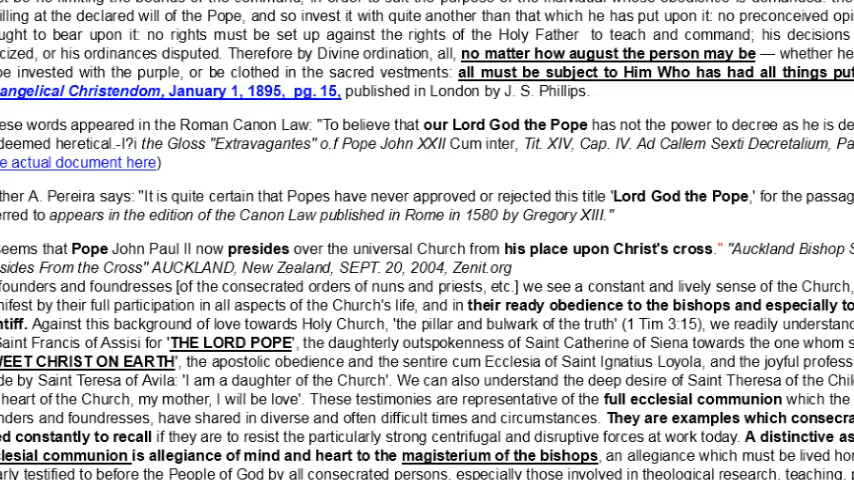 st be no limiting the bounds of the command, in order to suit the purpose of the individual whose obedience is demanded: the
illing at the declared will of the Pope, and so invest it with quite another than that which he has put upon it: no preconceived opi
ught to bear upon it: no rights must be set up against the rights of the Holy Father to teach and command; his decisions
cized, or his ordinances disputed. Therefore by Divine ordination, all, no matter how august the person may be — whether he
be invested with the purple, or be clothed in the sacred vestments: all must be subject to Him Who has had all things put
angelical Christendom, January 1, 1895, pg. 15, published in London by J. S. Phillips.
ese words appeared in the Roman Canon Law: "To believe that our Lord God the Pope has not the power to decree as he is de
deemed heretical.-I?i the Gloss "Extravagantes" o.f Pope John XXII Cum inter, Tit. XIV, Cap. IV. Ad Callem Sexti Decretalium, Pa
e actual document here)
ther A. Pereira says: "It is quite certain that Popes have never approved or rejected this title 'Lord God the Pope,' for the passag
erred to appears in the edition of the Canon Law published in Rome in 1580 by Gregory XIII."
seems that Pope John Paul II now presides over the universal Church from his place upon Christ's cross." "Auckland Bishop S
sides From the Cross" AUCKLAND, New Zealand, SEPT. 20, 2004, Zenit.org
founders and foundresses [of the consecrated orders of nuns and priests, etc.] we see a constant and lively sense of the Church,
nifest by their full participation in all aspects of the Church's life, and in their ready obedience to the bishops and especially to
ntiff. Against this background of love towards Holy Church, 'the pillar and bulwark of the truth' (1 Tim 3:15), we readily understand
Saint Francis of Assisi for 'THE LORD POPE', the daughterly outspokenness of Saint Catherine of Siena towards the one whom s
WEET CHRIST ON EARTH', the apostolic obedience and the sentire cum Ecclesia of Saint Ignatius Loyola, and the joyful profess
de by Saint Teresa of Avila: 'I am a daughter of the Church'. We can also understand the deep desire of Saint Theresa of the Chil
heart of the Church, my mother, I will be love'. These testimonies are representative of the full ecclesial communion which the
nders and foundresses, have shared in diverse and often difficult times and circumstances. They are examples which consecra
ed constantly to recall if they are to resist the particularly strong centrifugal and disruptive forces at work today. A distinctive as
clesial communion is allegiance of mind and heart to the magisterium of the bishops, an allegiance which must be lived hon
arly testified to before the People of God by all consecrated persons, especially those involved in theological research, teaching, p